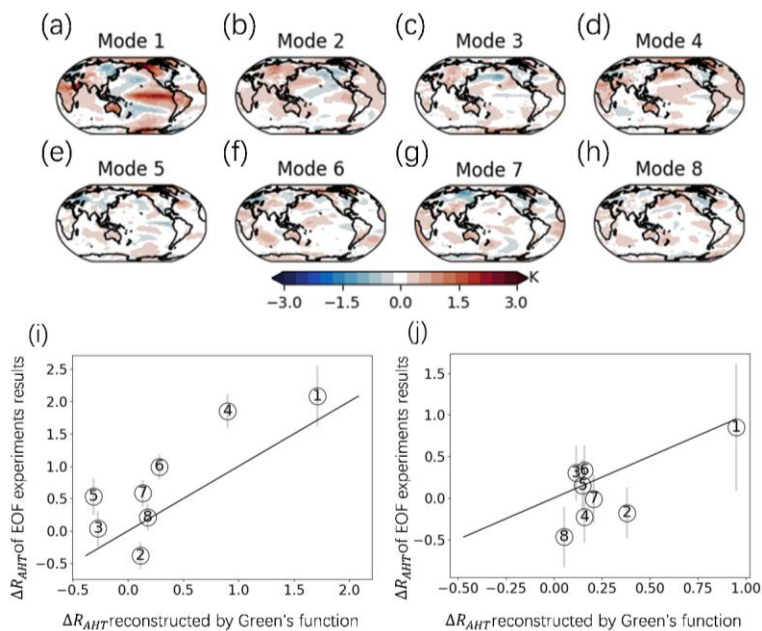 (a) (b) (c) (d)
Mode 1 Mode 2 Mode 3 Mode 4
(e) (f) (g) (h)
Mode 5 Mode 6 Mode 7 Mode 8
K
−3.0 −1.5 0.0 1.5 3.0
(i)
ΔR_AHT of EOF experiments results
2.5
2.0
1.5
1.0
0.5
0.0
−0.5
1
4
6
5
7
8
3
2
−0.5 0.0 0.5 1.0 1.5 2.0
ΔR_AHT reconstructed by Green's function
(j)
ΔR_AHT of EOF experiments results
1.5
1.0
0.5
0.0
−0.5
1
3 6
5
7
4 2
8
−0.50 −0.25 0.00 0.25 0.50 0.75 1.00
ΔR_AHT reconstructed by Green's function